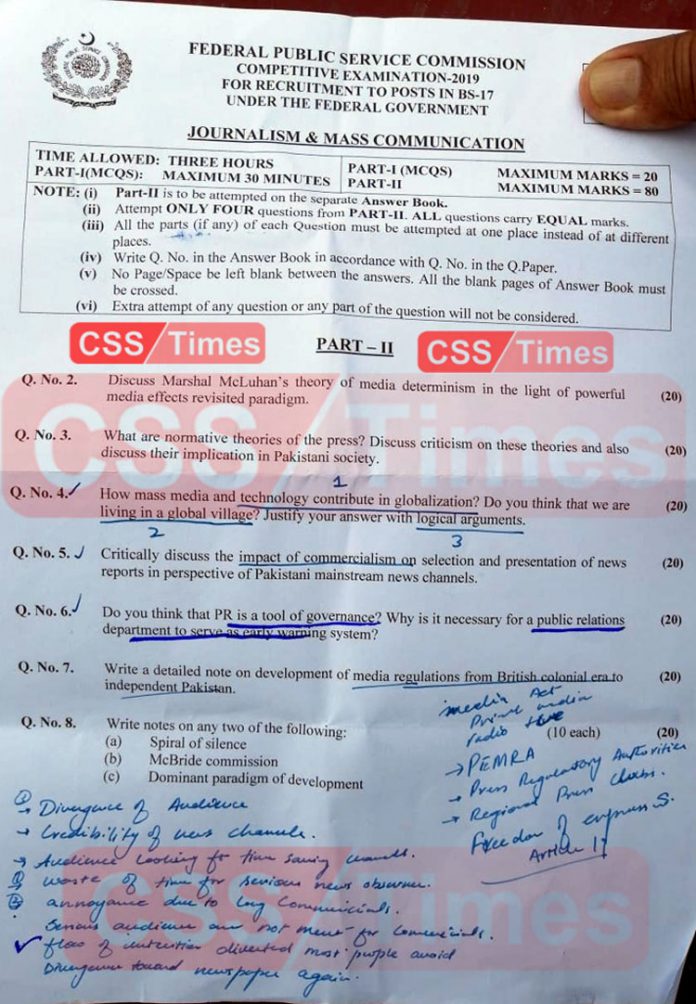 FEDERAL PUBLIC SERVICE COMMISSION
COMPETITIVE EXAMINATION-2019
FOR RECRUITMENT TO POSTS IN BS-17
UNDER THE FEDERAL GOVERNMENT
JOURNALISM & MASS COMMUNICATION
TIME ALLOWED: THREE HOURS
PART-I(MCQS): MAXIMUM 30 MINUTES
PART-I (MCQS) MAXIMUM MARKS = 20
PART-II MAXIMUM MARKS = 80
NOTE: (i) Part-II is to be attempted on the separate Answer Book.
(ii) Attempt ONLY FOUR questions from PART-II. ALL questions carry EQUAL marks.
(iii) All the parts (if any) of each Question must be attempted at one place instead of at different
places.
(iv) Write Q. No. in the Answer Book in accordance with Q. No. in the Q.Paper.
(v) No Page/Space be left blank between the answers. All the blank pages of Answer Book must
be crossed.
(vi) Extra attempt of any question or any part of the question will not be considered.
CSS Times
PART – II
CSS Times
CSS Times
Q. No. 2. Discuss Marshal McLuhan's theory of media determinism in the light of powerful (20)
media effects revisited paradigm.
Q. No. 3. What are normative theories of the press? Discuss criticism on these theories and also (20)
discuss their implication in Pakistani society.
1
Q. No. 4. ✓ How mass media and technology contribute in globalization? Do you think that we are (20)
living in a global village? Justify your answer with logical arguments.
2 3
Q. No. 5. ✓ Critically discuss the impact of commercialism on selection and presentation of news (20)
reports in perspective of Pakistani mainstream news channels.
Q. No. 6. ✓ Do you think that PR is a tool of governance? Why is it necessary for a public relations (20)
department to serve as early warning system?
Q. No. 7. Write a detailed note on development of media regulations from British colonial era to (20)
independent Pakistan.
Q. No. 8. Write notes on any two of the following: (10 each) (20)
(a) Spiral of silence
(b) McBride commission
(c) Dominant paradigm of development
media Act
media
radio
→ PEMRA
→ Press Regulatory Authorities
→ Regional Press
Freedom of
Article 19
→ Divergence of Audience
→ Credibility of news channels.
→ Audience looking for time saving channels.
waste of time for serious news observer.
annoyance due to long Commercials.
Serious audience are not meant for Commercials.
✓ flow of diverted most people avoid
Divergence toward newspaper again.
CSS Times